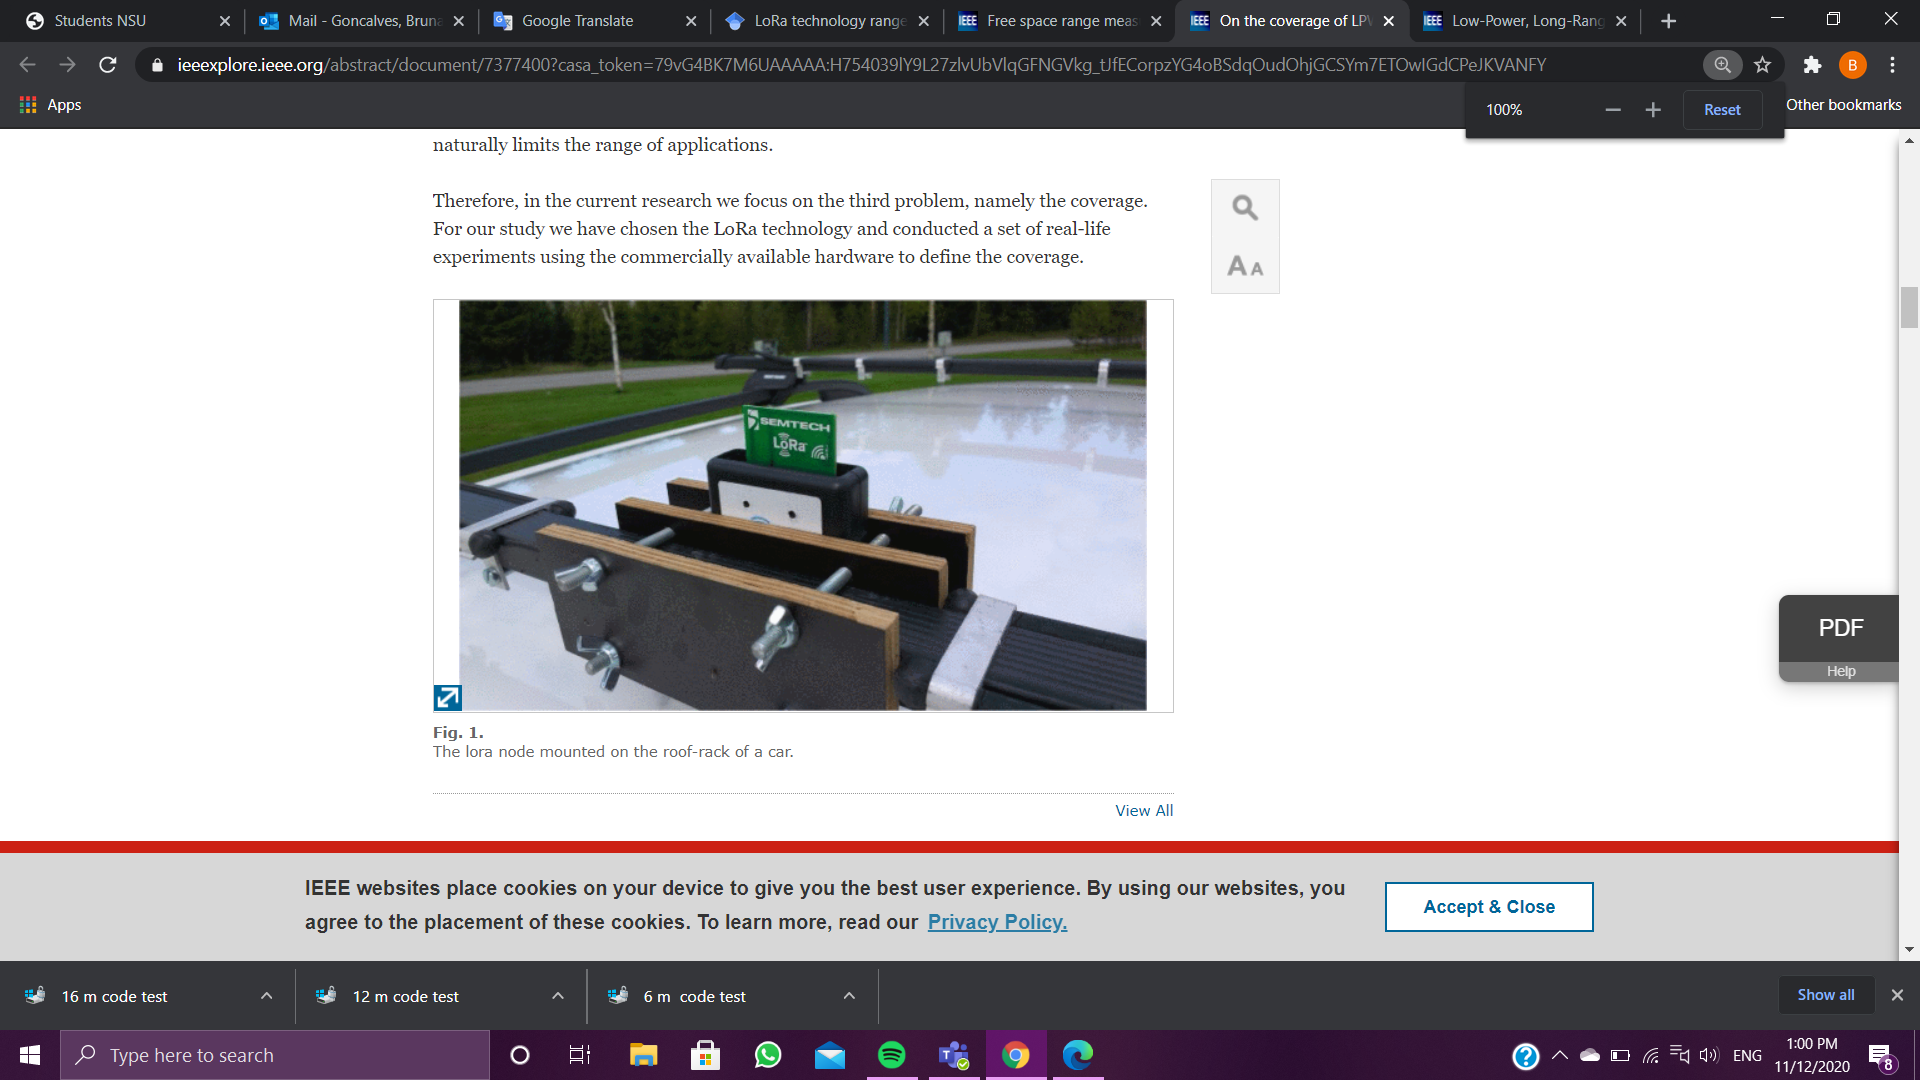 Students NSU
Mail - Goncalves, Bruna
Google Translate
LoRa technology range
Free space range meas
On the coverage of LPW
Low-Power, Long-Rang
ieeexplore.ieee.org/abstract/document/7377400?casa_token=79vG4BK7M6UAAAAA:H754039lY9L27zlvUbVlqGFNGVkg_tJfECorpzYG4oBSdqOudOhjGCSYm7ETOwIGdCPeJKVANFY
B
Apps
100%
Reset
Other bookmarks
naturally limits the range of applications.
Therefore, in the current research we focus on the third problem, namely the coverage.
For our study we have chosen the LoRa technology and conducted a set of real-life
experiments using the commercially available hardware to define the coverage.
A A
SEMTECH
LoRa
PDF
Help
Fig. 1.
The lora node mounted on the roof-rack of a car.
View All
IEEE websites place cookies on your device to give you the best user experience. By using our websites, you
agree to the placement of these cookies. To learn more, read our Privacy Policy.
Accept & Close
16 m code test
12 m code test
6 m code test
Show all
Type here to search
ENG
1:00 PM
11/12/2020
8